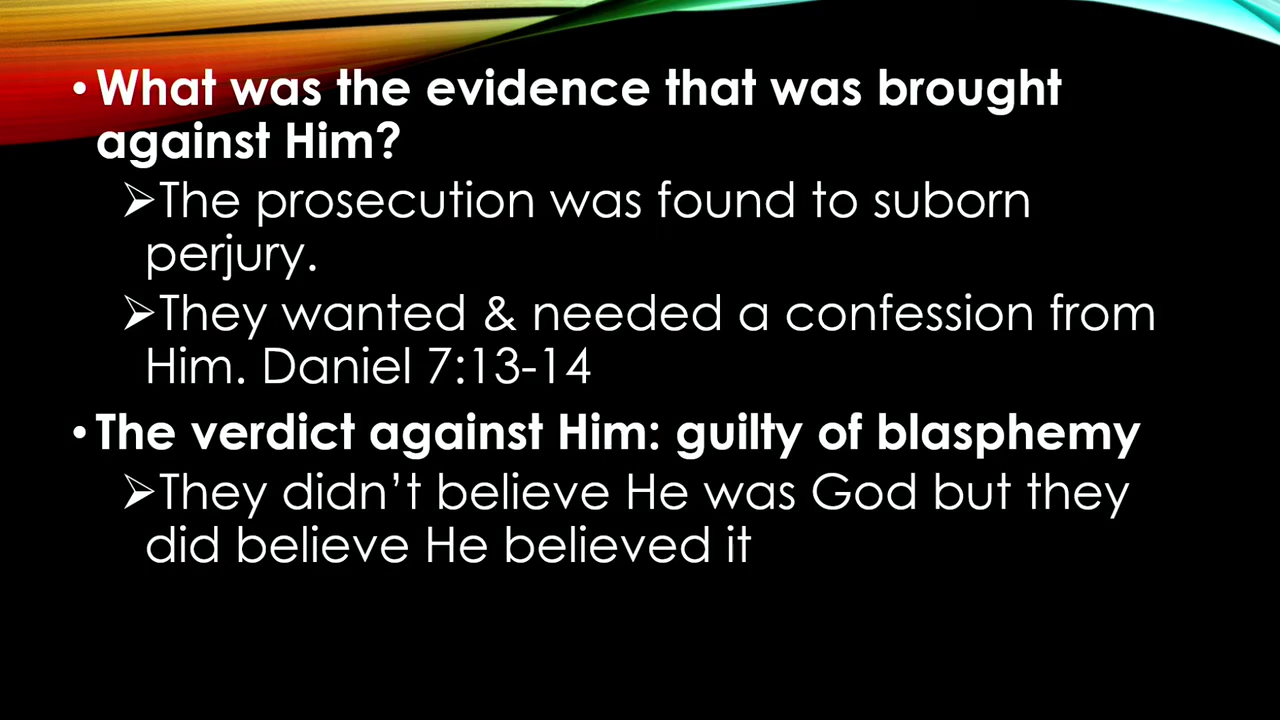 • What was the evidence that was brought
against Him?
➢The prosecution was found to suborn
perjury.
➢They wanted & needed a confession from
Him. Daniel 7:13-14
• The verdict against Him: guilty of blasphemy
➢They didn’t believe He was God but they
did believe He believed it